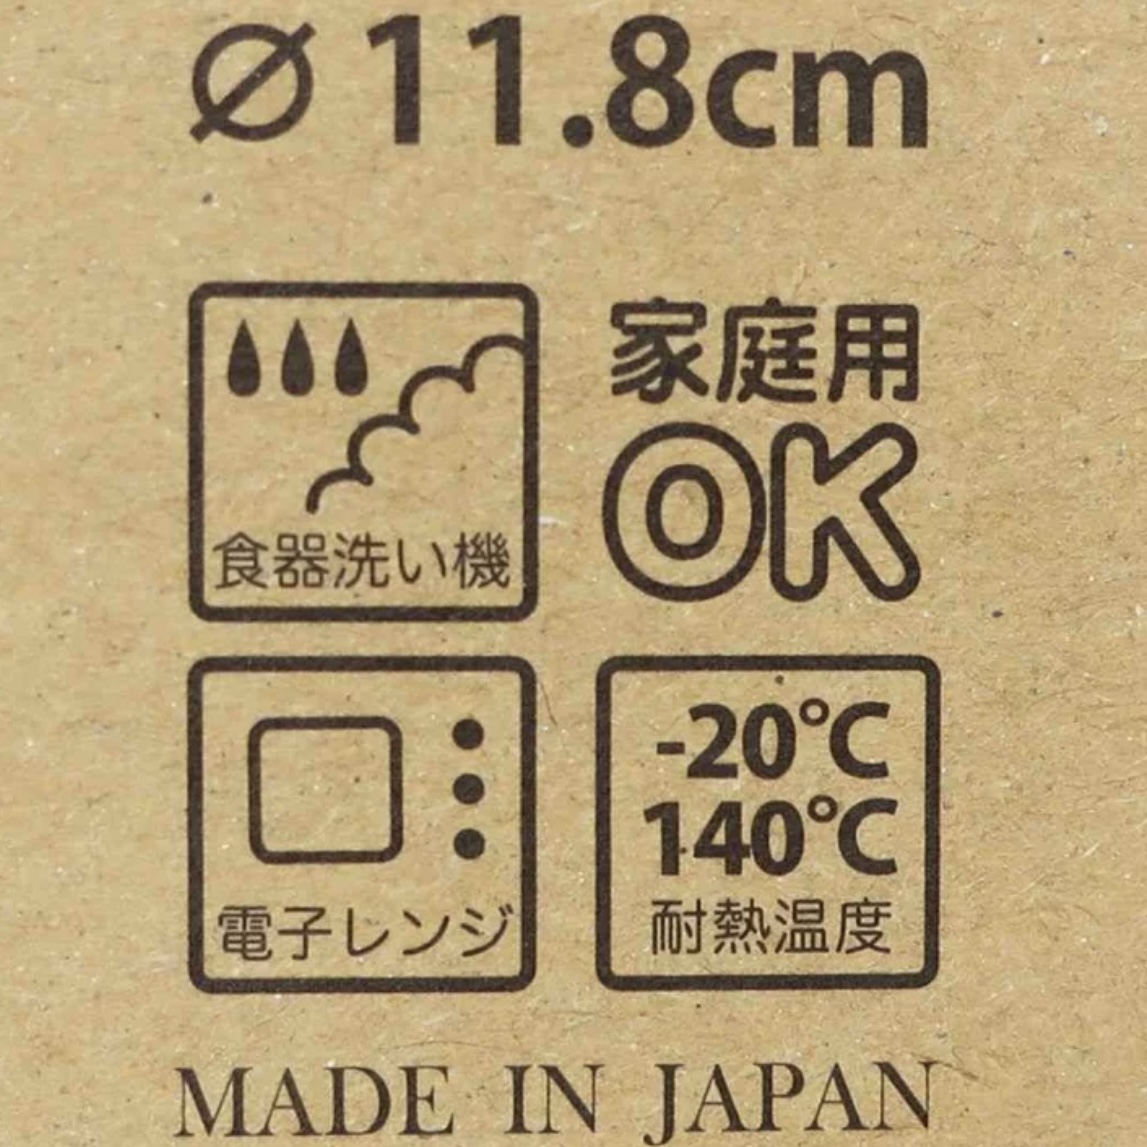 ⌀ 11.8cm
食器洗い機
家庭用
OK
電子レンジ
-20℃
140℃
耐熱温度
MADE IN JAPAN